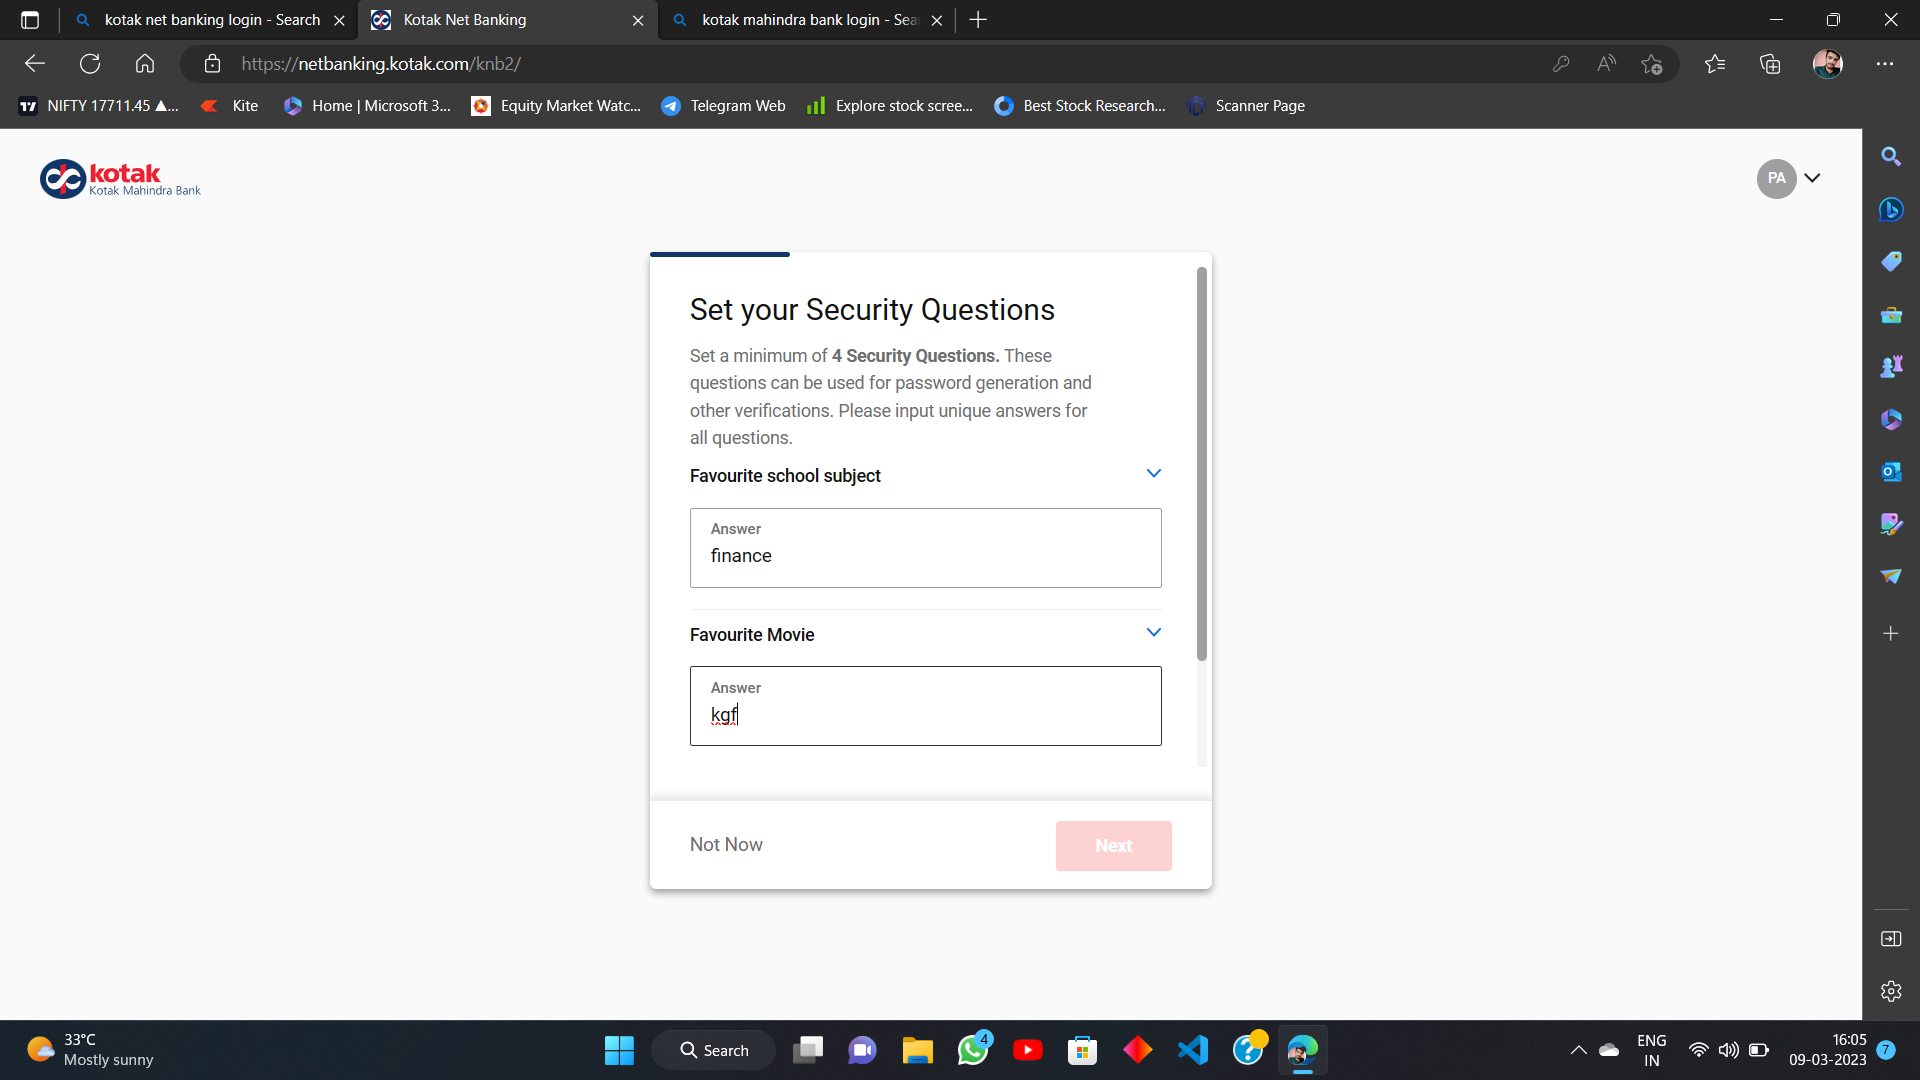 kotak net banking login - Search
Kotak Net Banking
kotak mahindra bank login - Sea
https://netbanking.kotak.com/knb2/
NIFTY 17711.45 ▲...
Kite
Home | Microsoft 3...
Equity Market Watc...
Telegram Web
Explore stock scree...
Best Stock Research...
Scanner Page
kotak
Kotak Mahindra Bank
PA
Set your Security Questions
Set a minimum of 4 Security Questions. These
questions can be used for password generation and
other verifications. Please input unique answers for
all questions.
Favourite school subject
Answer
finance
Favourite Movie
Answer
kgf
Not Now
Next
33°C
Mostly sunny
Search
4
ENG
IN
16:05
09-03-2023
7